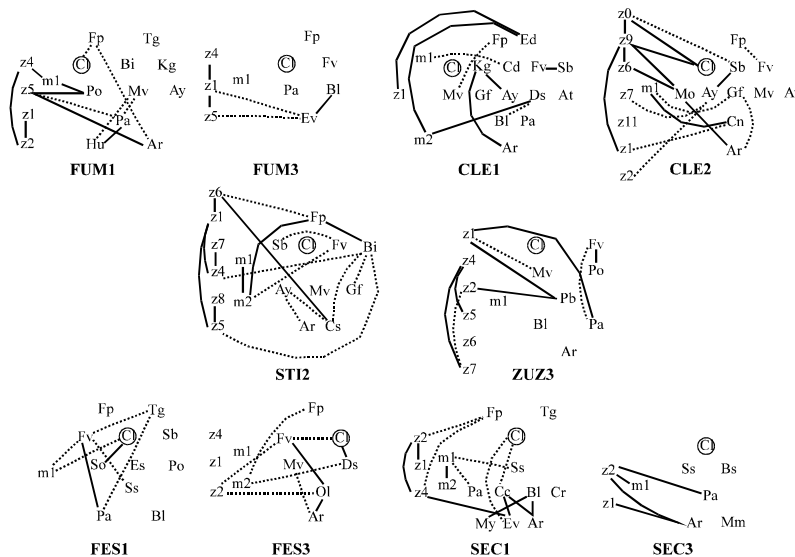 Fp Tg
z4 Cl Bi Kg
m1
z5 Po Mv Ay
z1 Pa
z2 Hu Ar
FUM1
Fp
z4 Cl Fv
z1 m1 Pa Bl
z5 Ev
FUM3
Fp Ed
m1 Cl Kg Cd Fv Sb
z1 Mv Gf Ay Ds At
Bl Pa
m2 Ar
CLE1
z0
z9 Fp
z6 Cl Sb Fv
z7 m1 Mo Ay Gf Mv
z11 Cn
z1 Ar
z2
CLE2
z6
z1 Fp
z7 Sb Cl Fv Bi
m1
z4
m2 Ay Mv Gf
z8
z5 Ar Cs
STI2
z1 Cl Fv
z4 Mv Po
z2 m1 Pb
z5 Bl Pa
z6 Ar
z7
ZUZ3
Fp Tg
Fv Cl Sb
m1 So Es Po
Ss
Pa Bl
FES1
Fp
z4 Fv Cl
m1
z1 Mv Ds
m2
z2 Ol
Ar
FES3
Fp Tg
z2 Cl
z1 m1 Ss
m2
z4 Pa Cc Bl Cr
My Ev Ar
SEC1
Cl
z2 Ss Bs
m1 Pa
z1 Ar Mm
SEC3